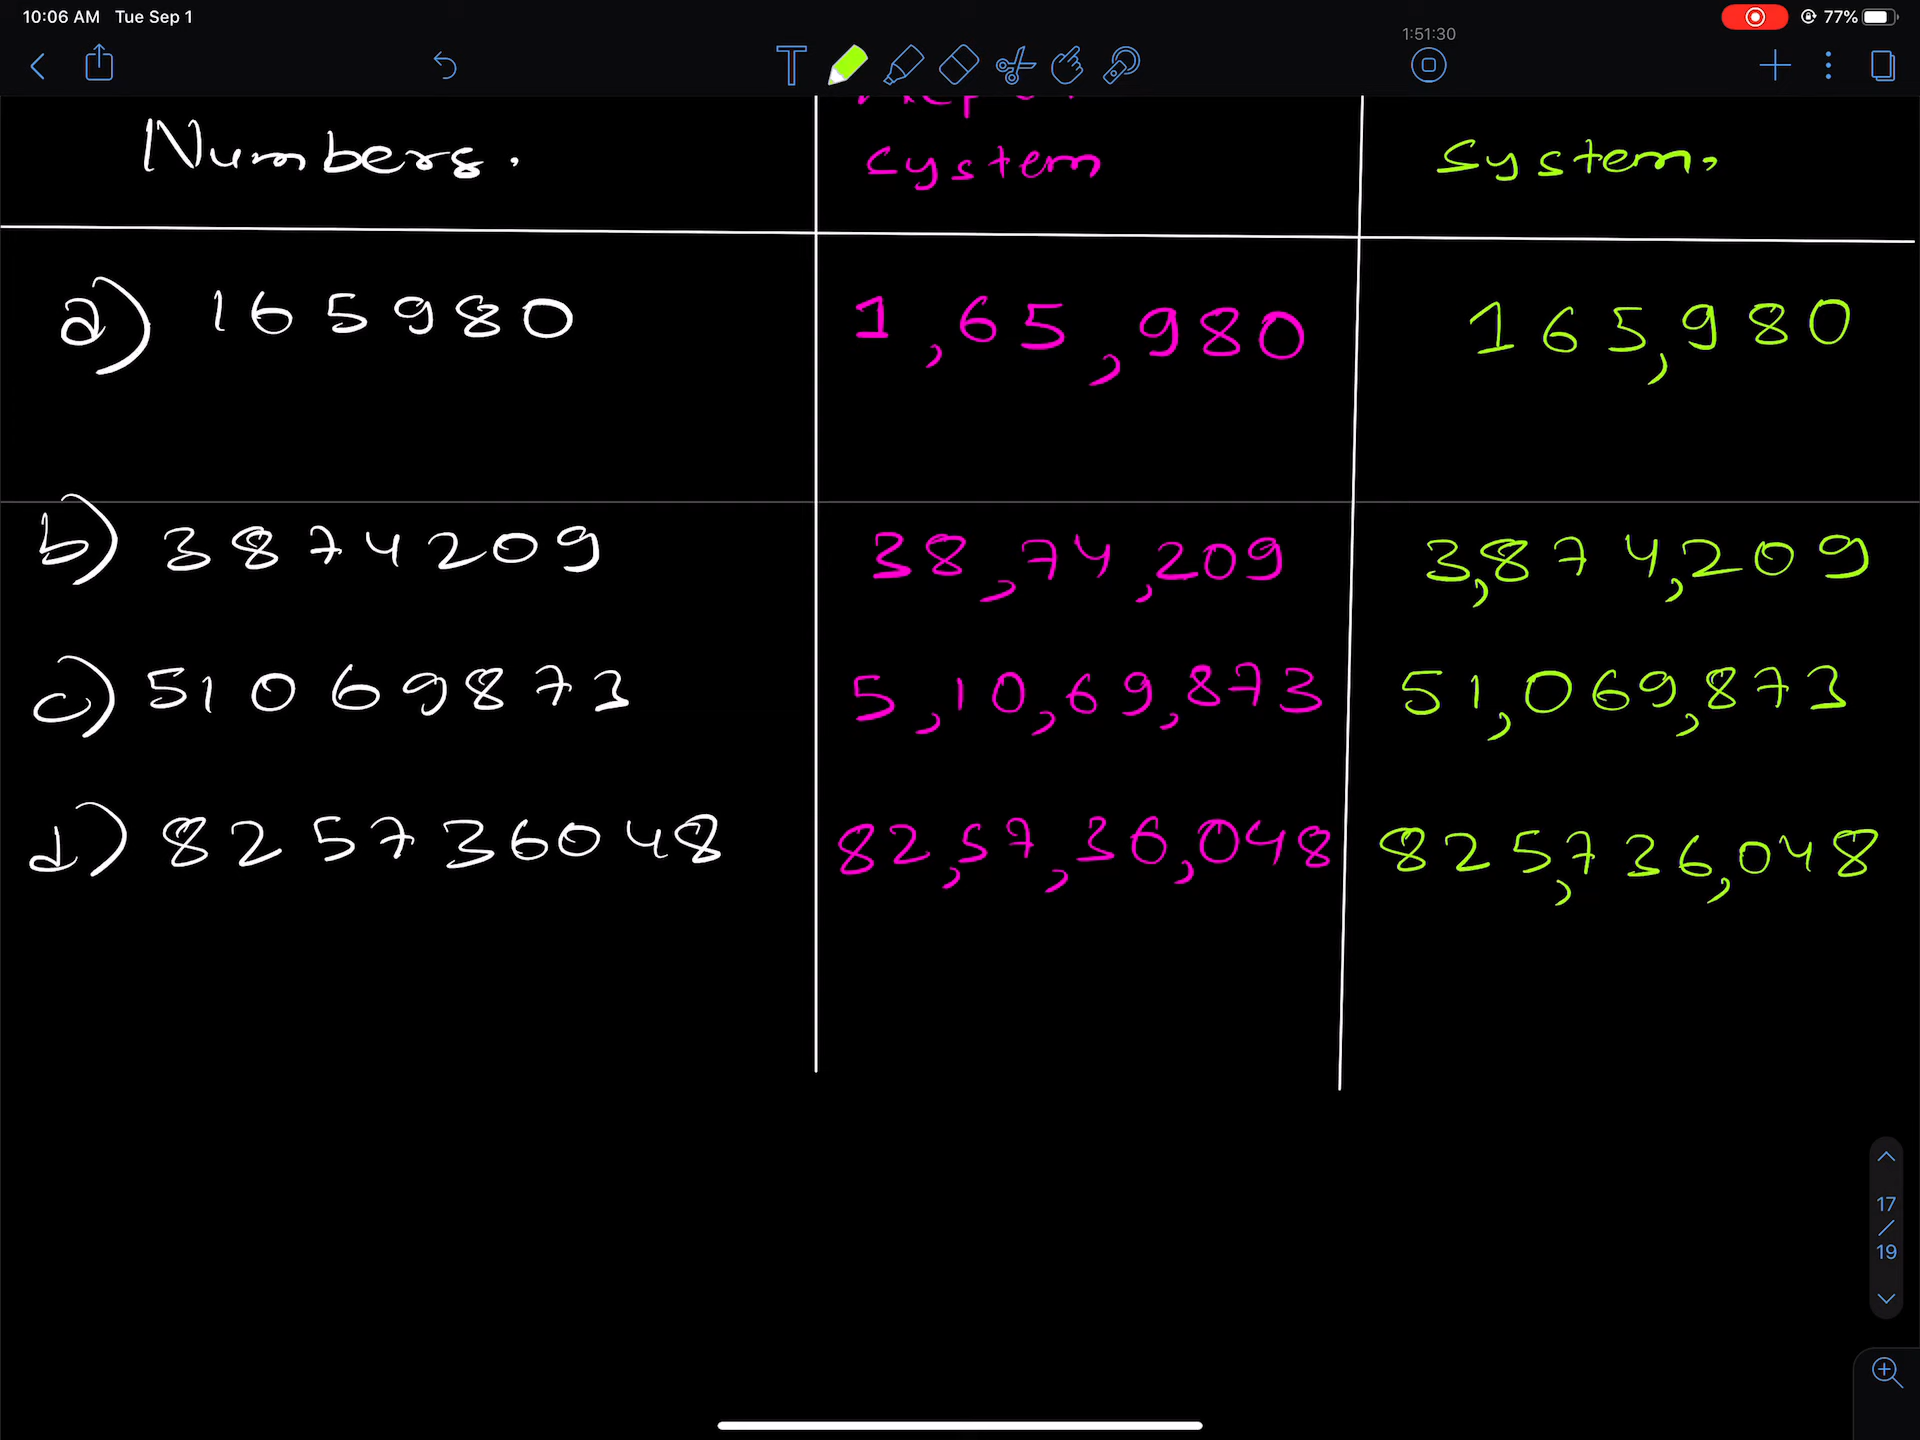 10:06 AM Tue Sep 1
77%
1:51:30
Numbers.
system
system,
a) 165980
1,65,980
165,980
b) 3874209
38,74,209
3,874,209
c) 51069873
5,10,69,873
51,069,873
d) 825736048
82,57,36,048
825,736,048
17
/
19